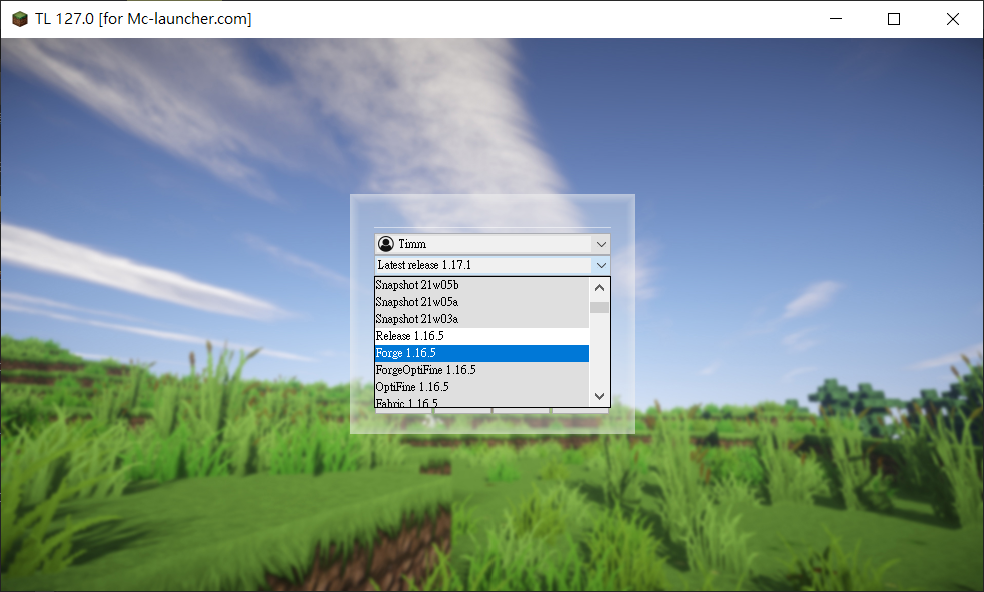 TL 127.0 [for Mc-launcher.com]
Timm
Latest release 1.17.1
Snapshot 21w05b
Snapshot 21w05a
Snapshot 21w03a
Release 1.16.5
Forge 1.16.5
ForgeOptiFine 1.16.5
OptiFine 1.16.5
Fabric 1.16.5